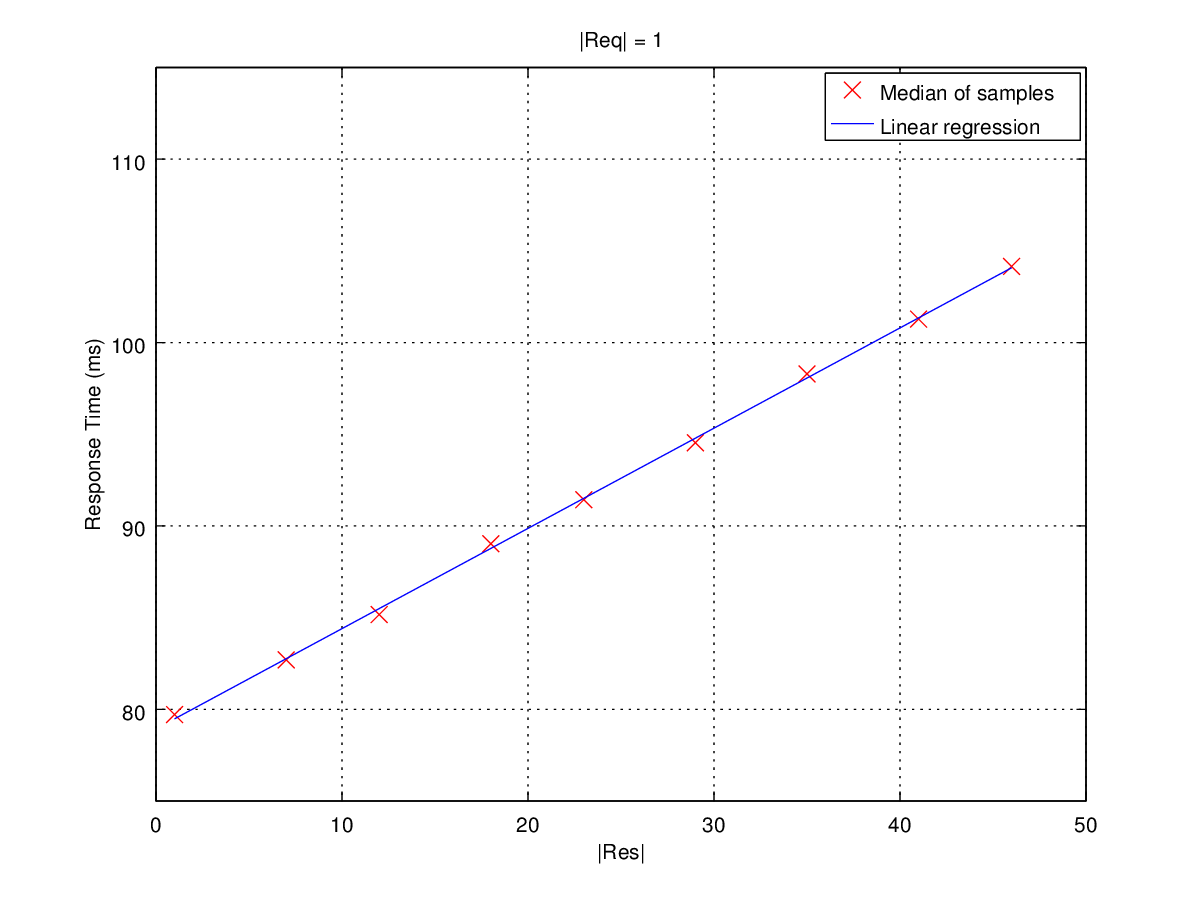 |Req| = 1
Median of samples
Linear regression
110
100
90
80
Response Time (ms)
0 10 20 30 40 50
|Res|